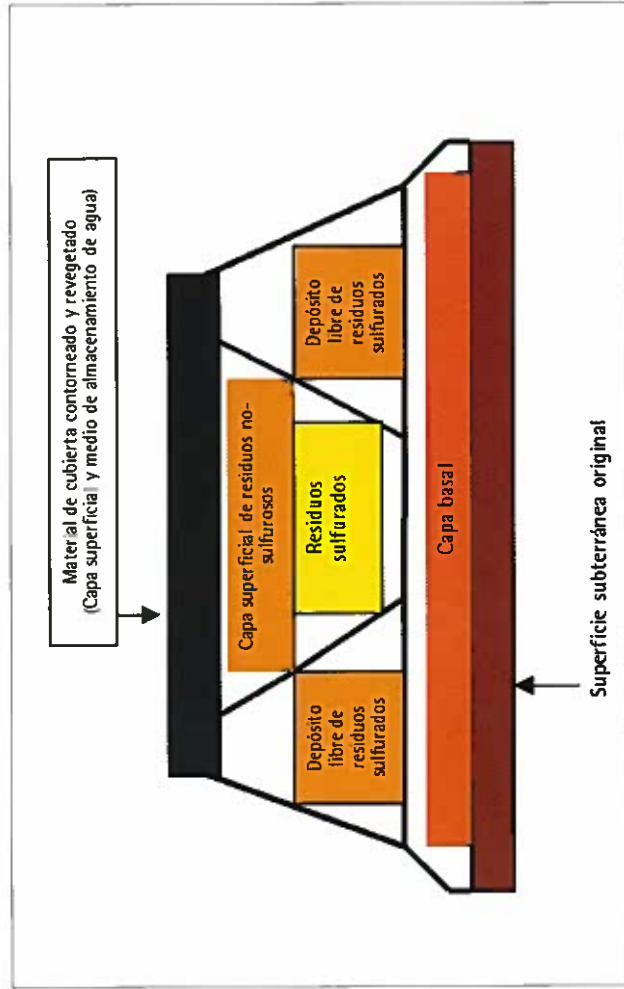 Material de cubierta contorneado y revegetado
(Capa superficial y medio de almacenamiento de agua)
Capa superficial de residuos no-
sulfurosos
Depósito
libre de
residuos
sulfurados
Residuos
sulfurados
Depósito
libre de
residuos
sulfurados
Capa basal
Superficie subterránea original